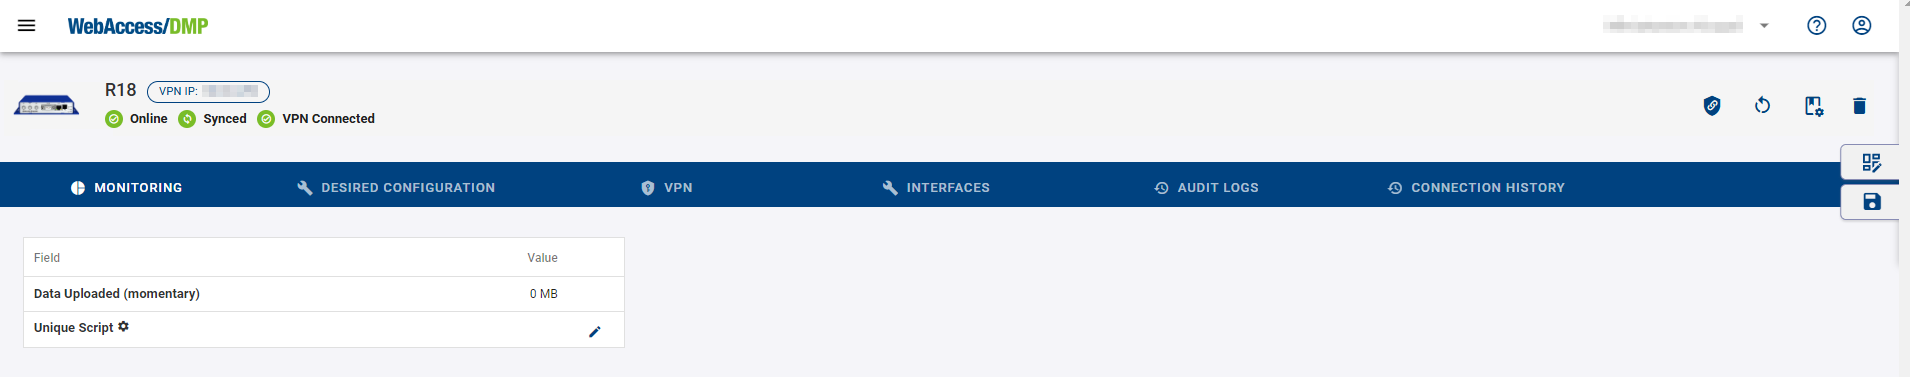 WebAccess/DMP
R18 VPN IP:
Online Synced VPN Connected
MONITORING DESIRED CONFIGURATION VPN INTERFACES AUDIT LOGS CONNECTION HISTORY
Field Value
Data Uploaded (momentary) 0 MB
Unique Script